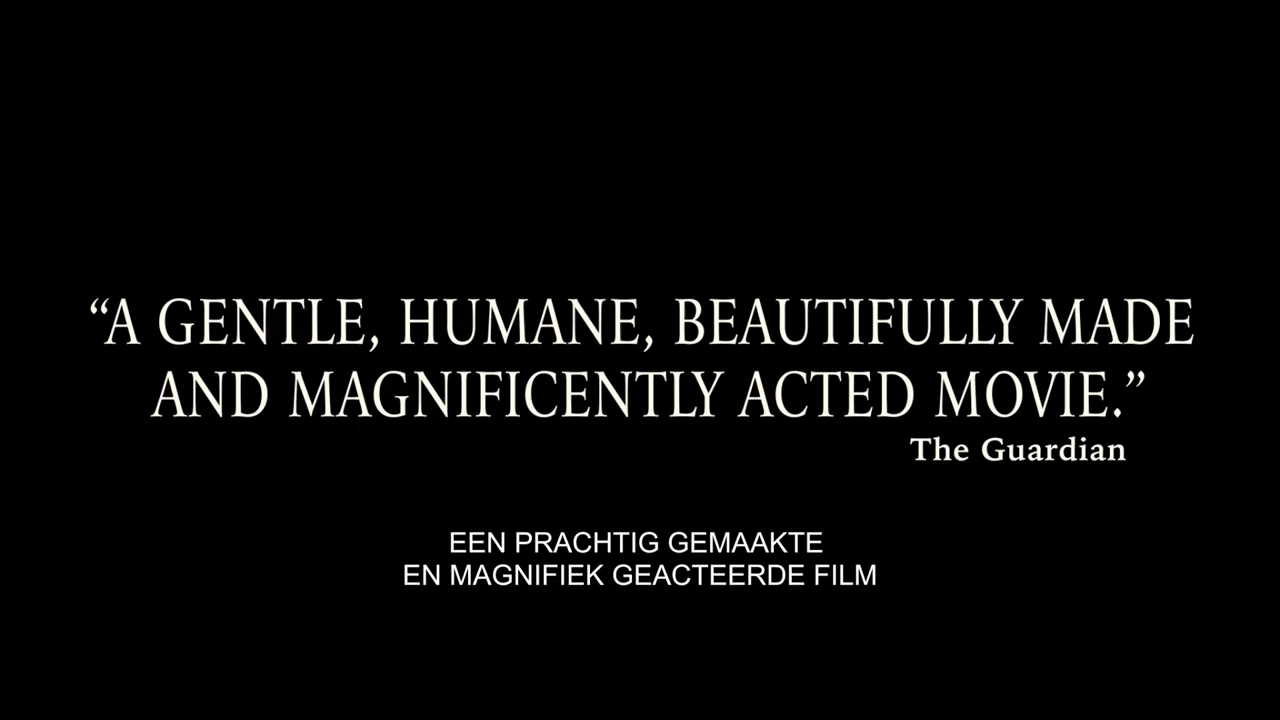 “A GENTLE, HUMANE, BEAUTIFULLY MADE
AND MAGNIFICENTLY ACTED MOVIE.”
The Guardian
EEN PRACHTIG GEMAAKTE
EN MAGNIFIEK GEACTEERDE FILM